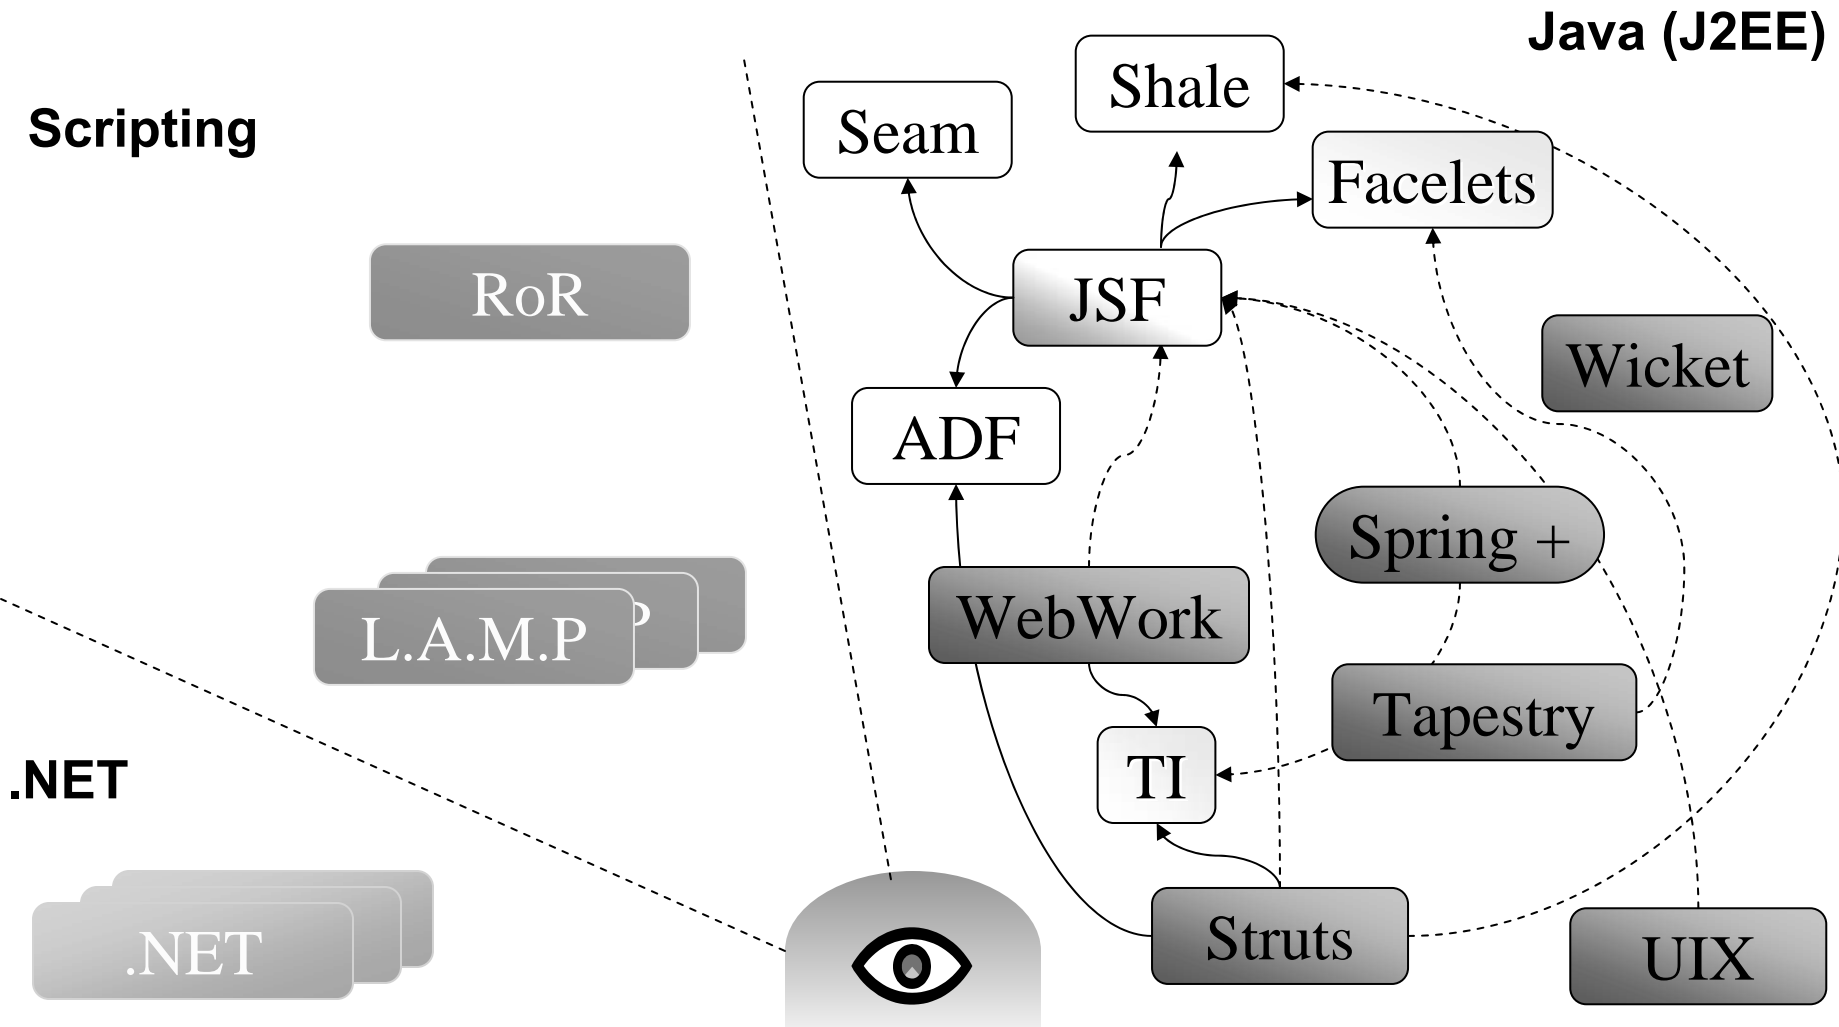 Java (J2EE)
Shale
Seam
Scripting
Facelets
RoR
JSF
Wicket
ADF
Spring +
WebWork
P
L.A.M.P
Tapestry
TI
.NET
Struts
.NET
UIX